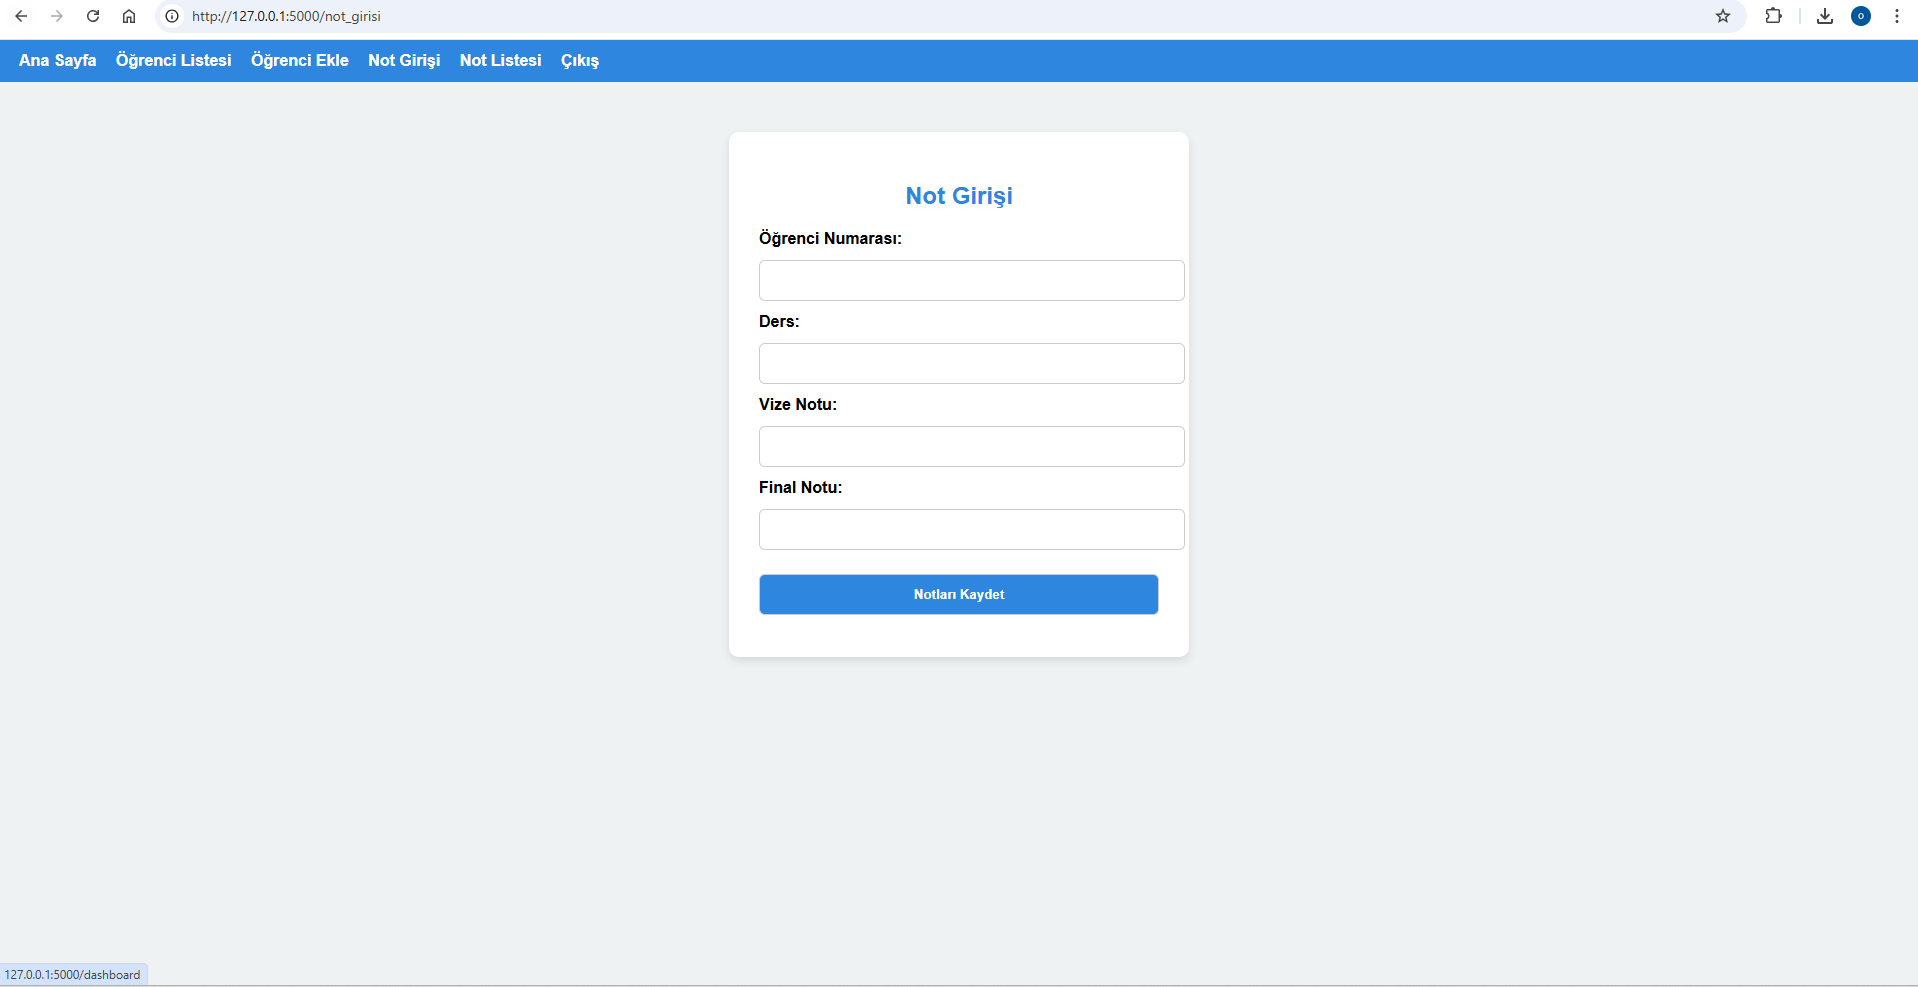 http://127.0.0.1:5000/not_girisi
o
Ana Sayfa Öğrenci Listesi Öğrenci Ekle Not Girişi Not Listesi Çıkış
Not Girişi
Öğrenci Numarası:
Ders:
Vize Notu:
Final Notu:
Notları Kaydet
127.0.0.1:5000/dashboard